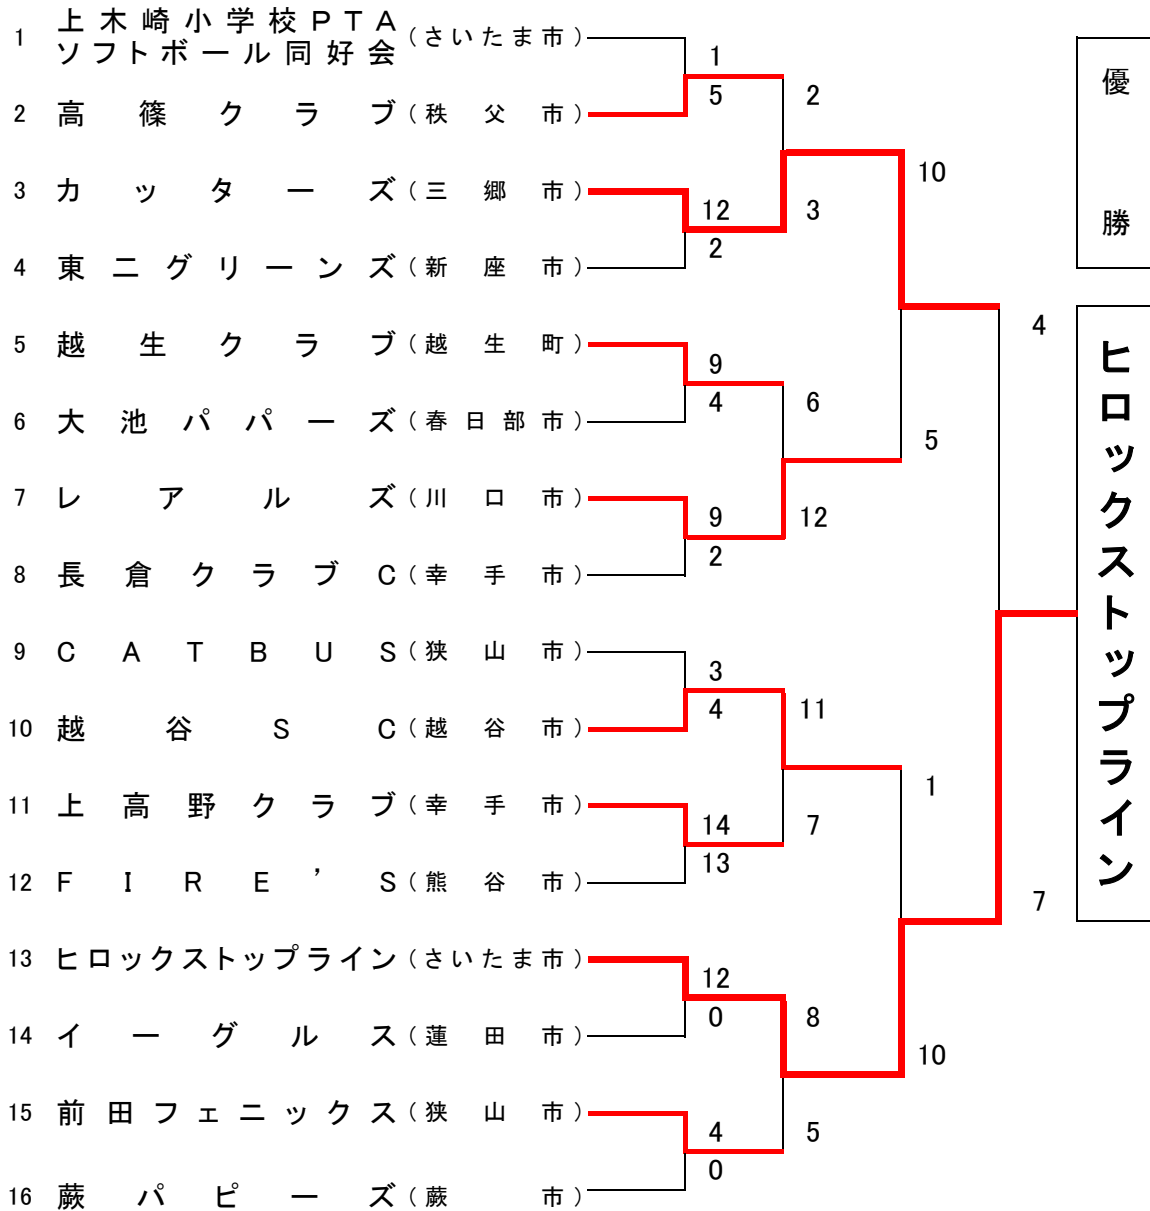 1 上木崎小学校PTA
ソフトボール同好会(さいたま市)
1
5
2 高篠クラブ(秩父市)
2
3 カッターズ(三郷市)
12
2
3
4 東二グリーンズ(新座市)
10
5 越生クラブ(越生町)
9
4
6 大池パパーズ(春日部市)
6
7 レアルズ(川口市)
9
2
12
8 長倉クラブC(幸手市)
5
4
9 CATBUS(狭山市)
3
4
10 越谷SC(越谷市)
11
11 上高野クラブ(幸手市)
14
13
7
12 FIRE'S(熊谷市)
1
13 ヒロックストップライン(さいたま市)
12
0
14 イーグルス(蓮田市)
8
15 前田フェニックス(狭山市)
4
0
5
16 蕨パピーズ(蕨市)
10
7
優勝
ヒロックストップライン